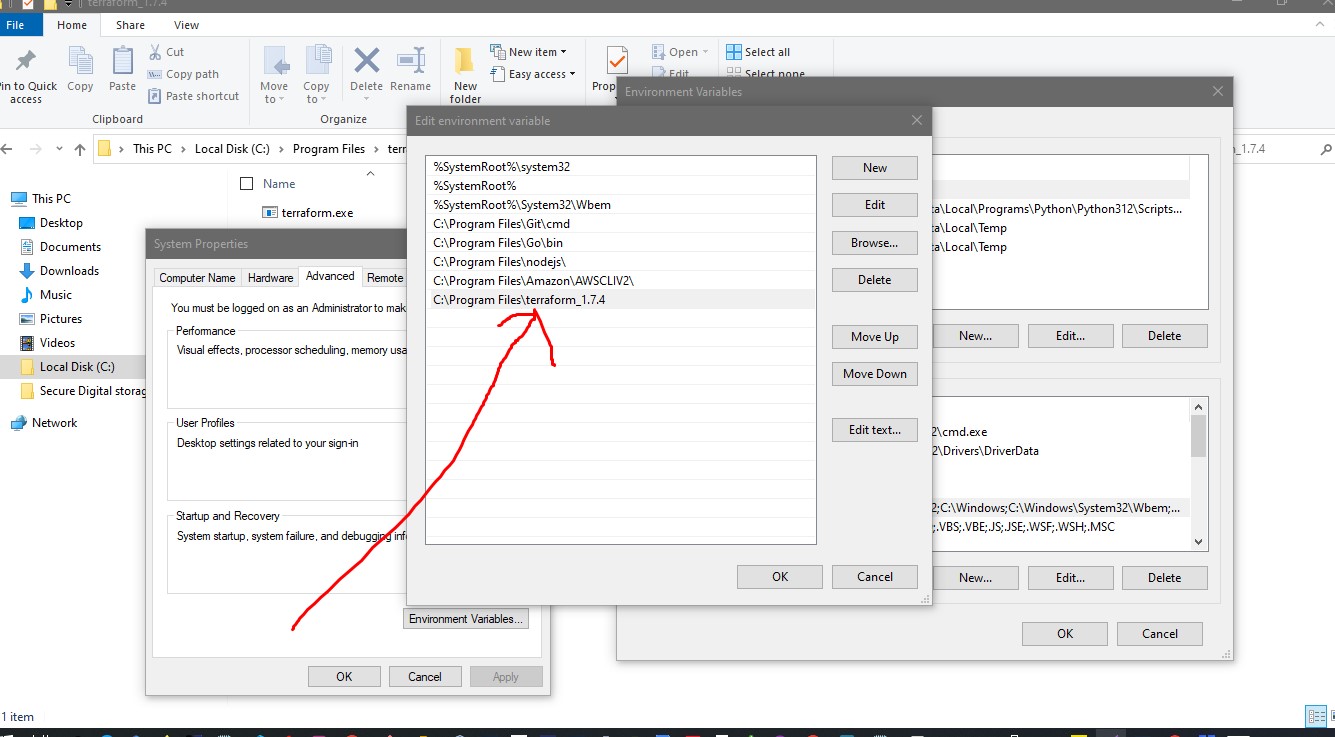 terraform_1.7.4
File Home Share View
Pin to Quick access
Copy
Paste
Cut
Copy path
Paste shortcut
Clipboard
Move to
Copy to
Delete
Rename
Organize
New folder
New item
Easy access
Open
Edit
Select all
Select none
This PC
Local Disk (C:)
Program Files
_1.7.4
This PC
Desktop
Documents
Downloads
Music
Pictures
Videos
Local Disk (C:)
Secure Digital storag
Network
Name
terraform.exe
1 item
System Properties
Computer Name Hardware Advanced Remote
You must be logged on as an Administrator to mak
Performance
Visual effects, processor scheduling, memory usa
User Profiles
Desktop settings related to your sign-in
Startup and Recovery
System startup, system failure, and debugging inf
Environment Variables...
OK Cancel Apply
Edit environment variable
%SystemRoot%\system32
%SystemRoot%
%SystemRoot%\System32\Wbem
C:\Program Files\Git\cmd
C:\Program Files\Go\bin
C:\Program Files\nodejs\
C:\Program Files\Amazon\AWSCLIV2\
C:\Program Files\terraform_1.7.4
New
Edit
Browse...
Delete
Move Up
Move Down
Edit text...
OK Cancel
Environment Variables
ta\Local\Programs\Python\Python312\Scripts...
ta\Local\Temp
ta\Local\Temp
New... Edit... Delete
2\cmd.exe
2\Drivers\DriverData
2;C:\Windows;C:\Windows\System32\Wbem;...
;.VBS;.VBE;.JS;.JSE;.WSF;.WSH;.MSC
New... Edit... Delete
OK Cancel